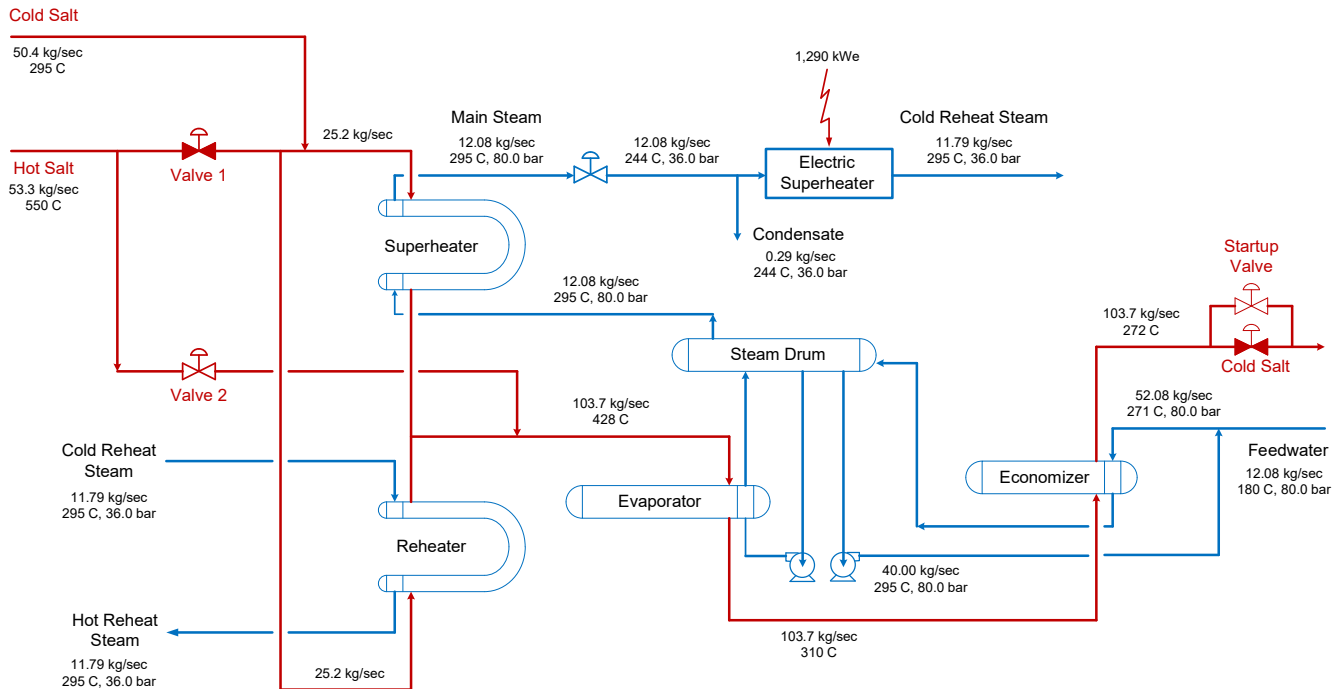 Cold Salt
50.4 kg/sec
295 C
Hot Salt
53.3 kg/sec
550 C
Valve 1
25.2 kg/sec
Main Steam
12.08 kg/sec
295 C, 80.0 bar
12.08 kg/sec
244 C, 36.0 bar
1,290 kWe
Electric
Superheater
Cold Reheat Steam
11.79 kg/sec
295 C, 36.0 bar
Condensate
0.29 kg/sec
244 C, 36.0 bar
Superheater
12.08 kg/sec
295 C, 80.0 bar
Steam Drum
Startup
Valve
103.7 kg/sec
272 C
Cold Salt
Valve 2
103.7 kg/sec
428 C
52.08 kg/sec
271 C, 80.0 bar
Feedwater
12.08 kg/sec
180 C, 80.0 bar
Cold Reheat
Steam
11.79 kg/sec
295 C, 36.0 bar
Evaporator
Economizer
Reheater
40.00 kg/sec
295 C, 80.0 bar
Hot Reheat
Steam
11.79 kg/sec
295 C, 36.0 bar
25.2 kg/sec
103.7 kg/sec
310 C